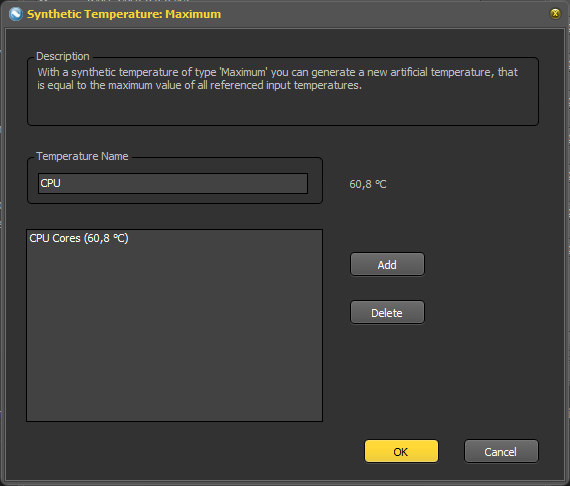 Synthetic Temperature: Maximum
Description
With a synthetic temperature of type 'Maximum' you can generate a new artificial temperature, that
is equal to the maximum value of all referenced input temperatures.
Temperature Name
CPU
60,8 °C
CPU Cores (60,8 °C)
Add
Delete
OK
Cancel